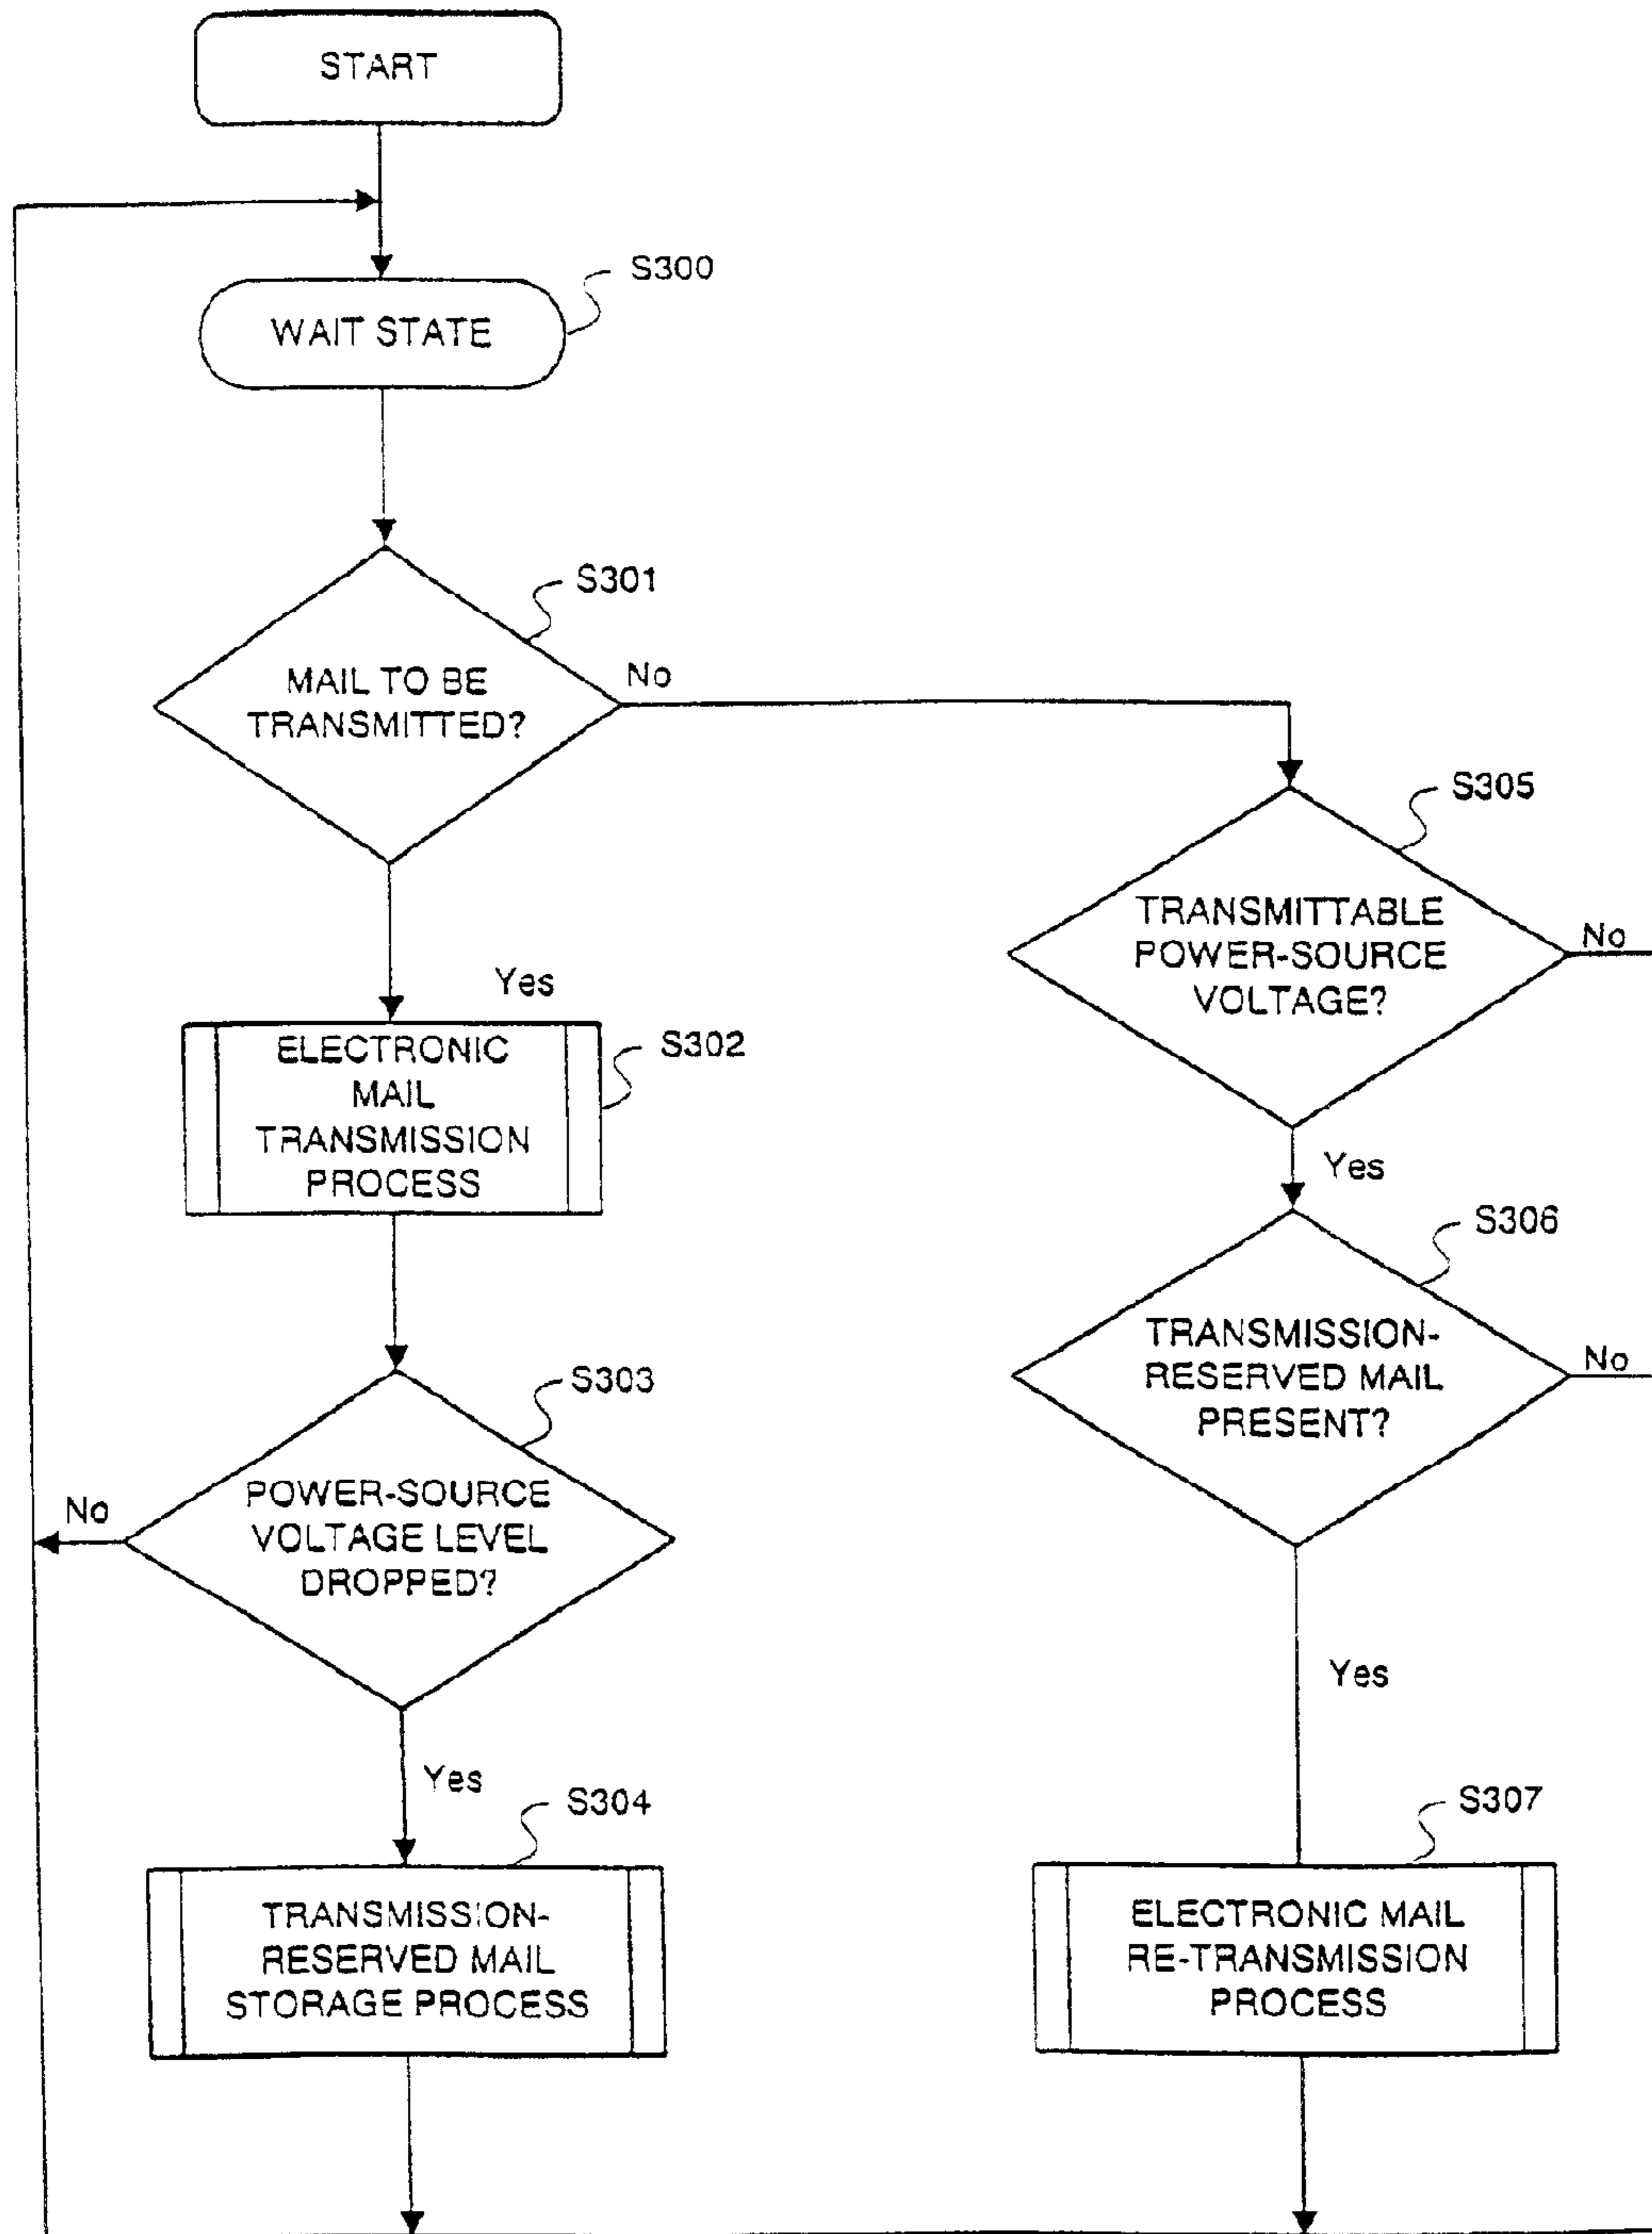 START
S300
WAIT STATE
S301
MAIL TO BE
TRANSMITTED?
No
Yes
S302
ELECTRONIC
MAIL
TRANSMISSION
PROCESS
S303
POWER-SOURCE
VOLTAGE LEVEL
DROPPED?
No
Yes
S304
TRANSMISSION-
RESERVED MAIL
STORAGE PROCESS
S305
TRANSMITTABLE
POWER-SOURCE
VOLTAGE?
No
Yes
S306
TRANSMISSION-
RESERVED MAIL
PRESENT?
No
Yes
S307
ELECTRONIC MAIL
RE-TRANSMISSION
PROCESS